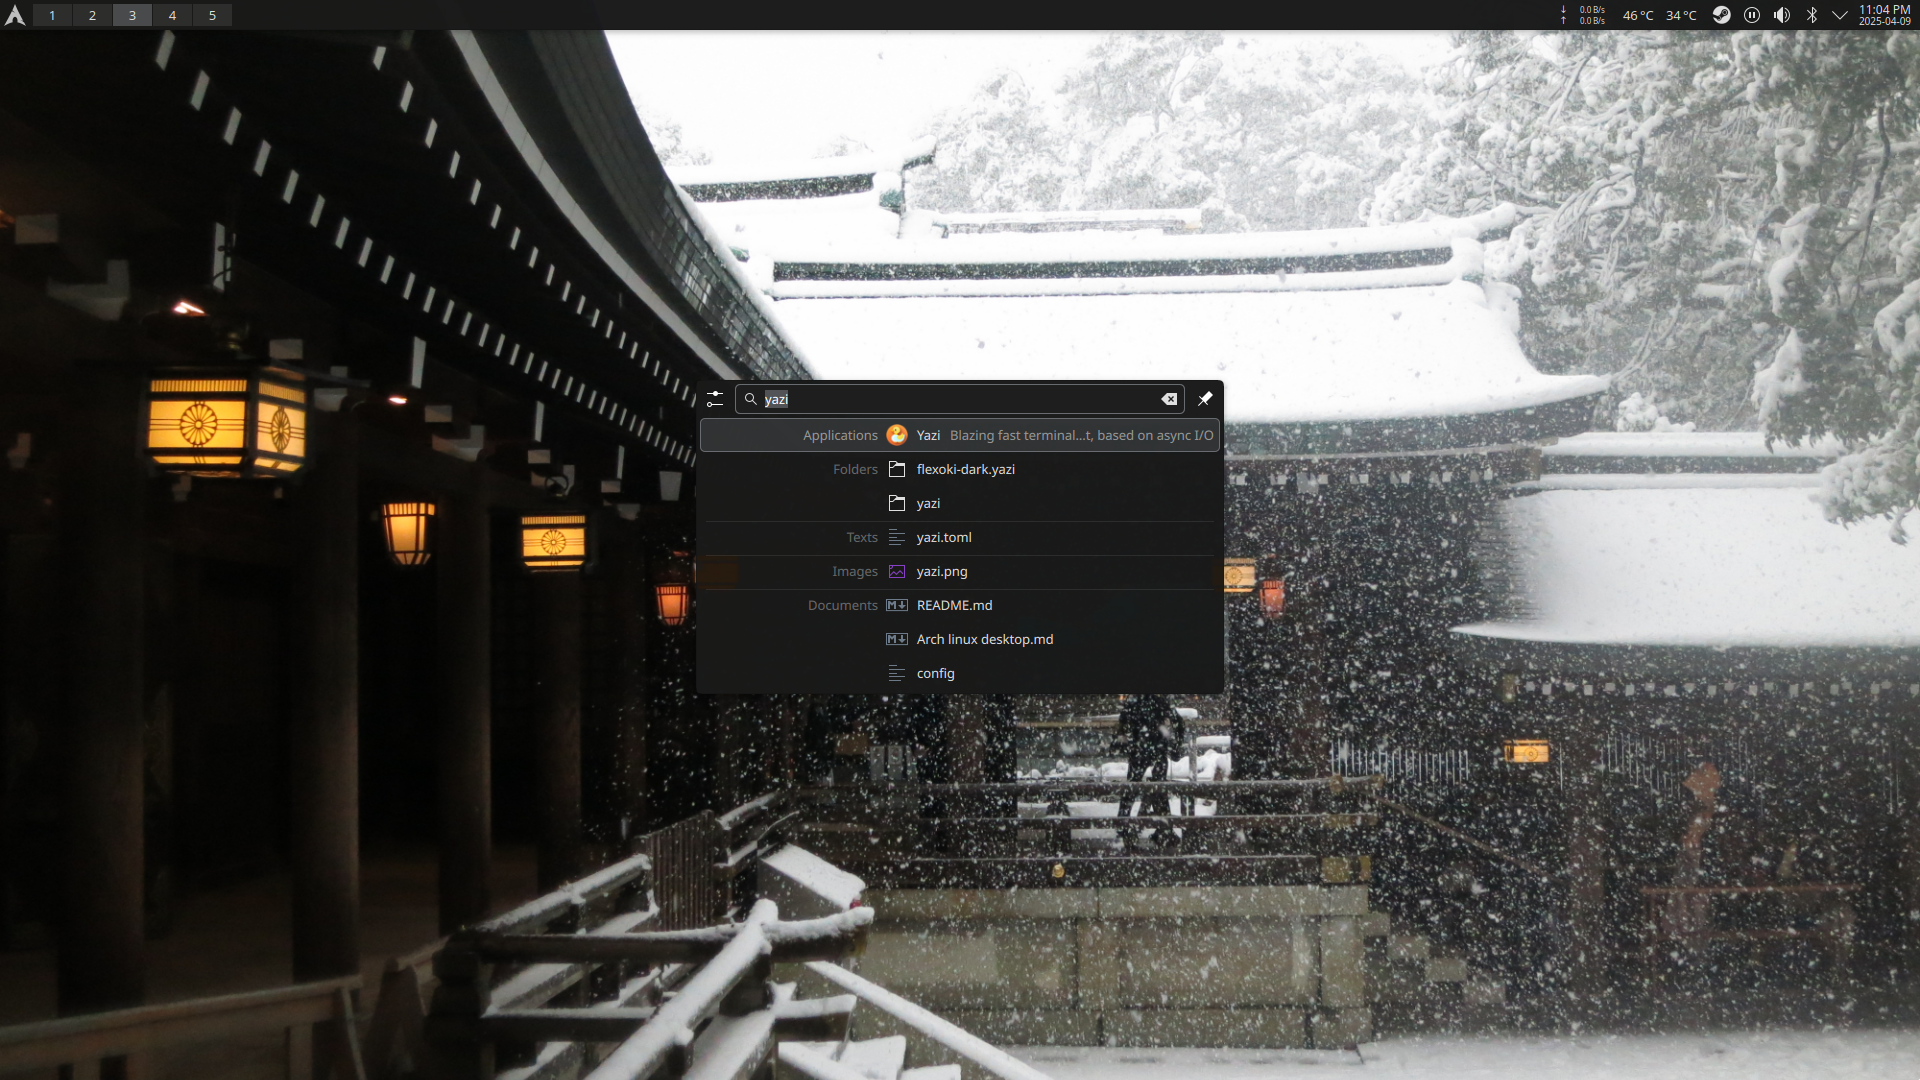 1 2 3 4 5
↓ 0.0 B/s
↑ 0.0 B/s
46 °C 34 °C
11:04 PM
2025-04-09
yazi
Applications Yazi Blazing fast terminal...t, based on async I/O
Folders flexoki-dark.yazi
yazi
Texts yazi.toml
Images yazi.png
Documents README.md
Arch linux desktop.md
config